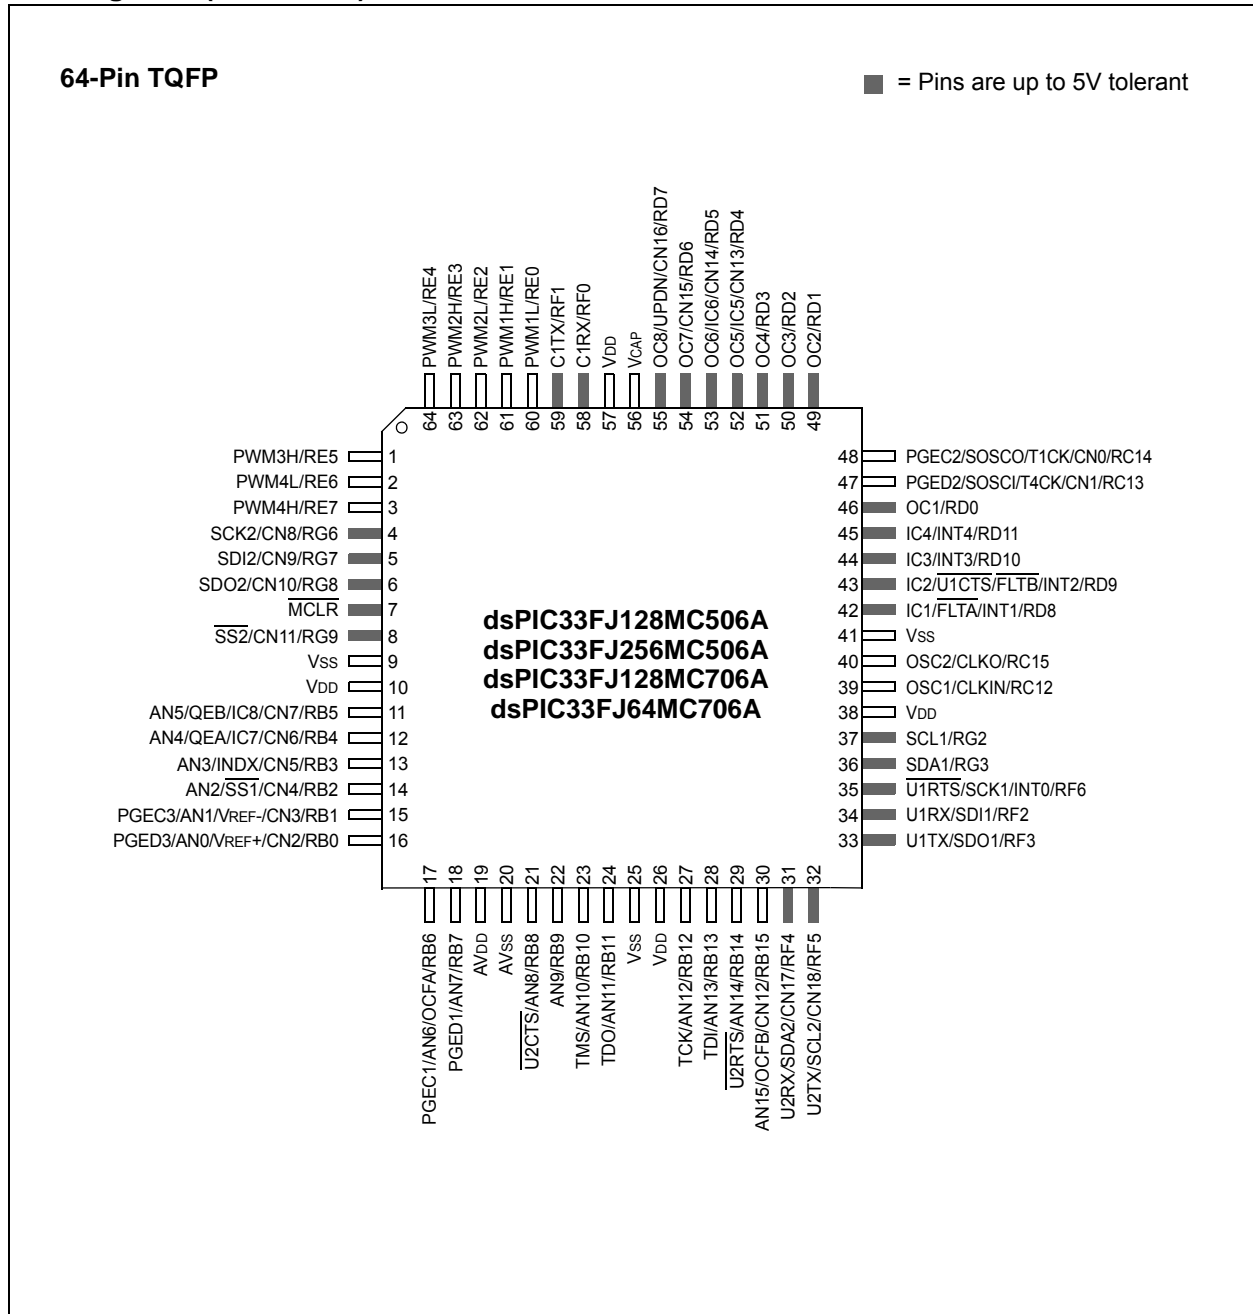 64-Pin TQFP
= Pins are up to 5V tolerant
PWM3L/RE4
PWM2H/RE3
PWM2L/RE2
PWM1H/RE1
PWM1L/RE0
C1TX/RF1
C1RX/RF0
VDD
VCAP
OC8/UPDN/CN16/RD7
OC7/CN15/RD6
OC6/IC6/CN14/RD5
OC5/IC5/CN13/RD4
OC4/RD3
OC3/RD2
OC2/RD1
64 63 62 61 60 59 58 57 56 55 54 53 52 51 50 49
PWM3H/RE5 1
PWM4L/RE6 2
PWM4H/RE7 3
SCK2/CN8/RG6 4
SDI2/CN9/RG7 5
SDO2/CN10/RG8 6
MCLR 7
SS2/CN11/RG9 8
VSS 9
VDD 10
AN5/QEB/IC8/CN7/RB5 11
AN4/QEA/IC7/CN6/RB4 12
AN3/INDX/CN5/RB3 13
AN2/SS1/CN4/RB2 14
PGEC3/AN1/VREF-/CN3/RB1 15
PGED3/AN0/VREF+/CN2/RB0 16
dsPIC33FJ128MC506A
dsPIC33FJ256MC506A
dsPIC33FJ128MC706A
dsPIC33FJ64MC706A
48 PGEC2/SOSCO/T1CK/CN0/RC14
47 PGED2/SOSCI/T4CK/CN1/RC13
46 OC1/RD0
45 IC4/INT4/RD11
44 IC3/INT3/RD10
43 IC2/U1CTS/FLTB/INT2/RD9
42 IC1/FLTA/INT1/RD8
41 VSS
40 OSC2/CLKO/RC15
39 OSC1/CLKIN/RC12
38 VDD
37 SCL1/RG2
36 SDA1/RG3
35 U1RTS/SCK1/INT0/RF6
34 U1RX/SDI1/RF2
33 U1TX/SDO1/RF3
17 18 19 20 21 22 23 24 25 26 27 28 29 30 31 32
PGEC1/AN6/OCFA/RB6
PGED1/AN7/RB7
AVDD
AVSS
U2CTS/AN8/RB8
AN9/RB9
TMS/AN10/RB10
TDO/AN11/RB11
VSS
VDD
TCK/AN12/RB12
TDI/AN13/RB13
U2RTS/AN14/RB14
AN15/OCFB/CN12/RB15
U2RX/SDA2/CN17/RF4
U2TX/SCL2/CN18/RF5